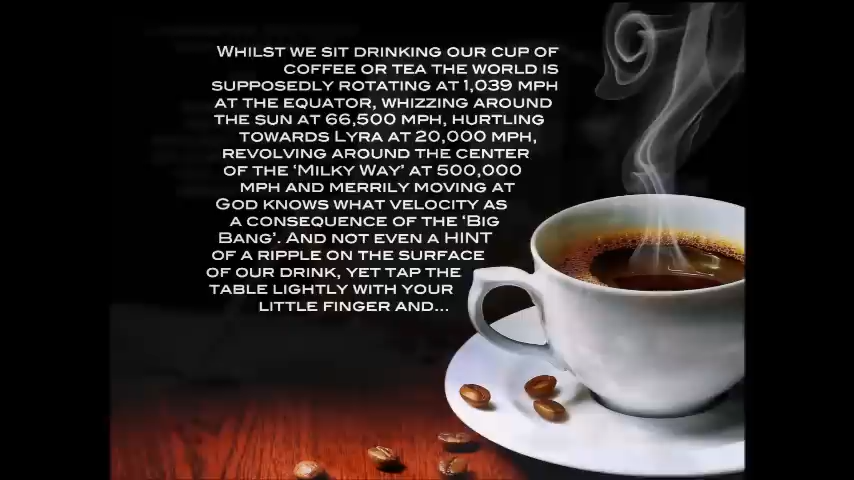 Whilst we sit drinking our cup of
coffee or tea the world is
supposedly rotating at 1,039 mph
at the equator, whizzing around
the sun at 66,500 mph, hurtling
towards Lyra at 20,000 mph,
revolving around the center
of the ‘Milky Way’ at 500,000
mph and merrily moving at
God knows what velocity as
a consequence of the ‘Big
Bang’. And not even a hint
of a ripple on the surface
of our drink, yet tap the
table lightly with your
little finger and...